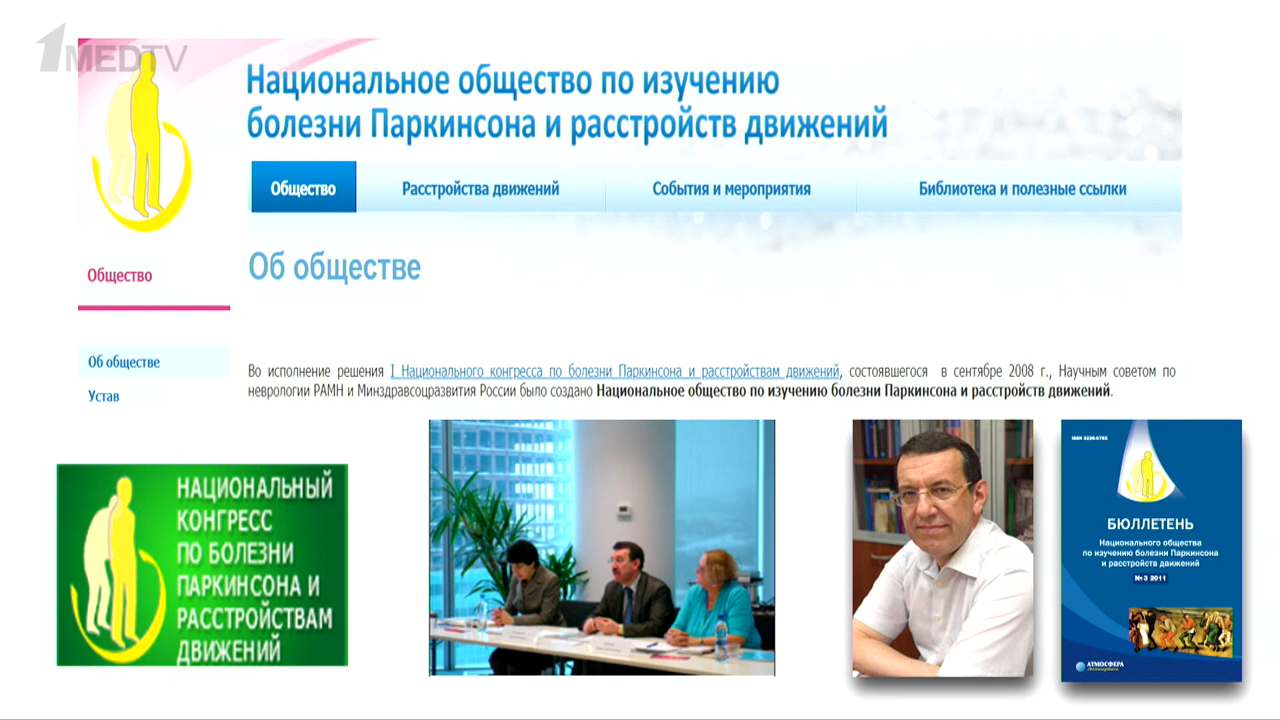 1MEDTV
Национальное общество по изучению
болезни Паркинсона и расстройств движений
Общество
Расстройства движений
События и мероприятия
Библиотека и полезные ссылки
Об обществе
Общество
Об обществе
Устав
Во исполнение решения I Национального конгресса по болезни Паркинсона и расстройствам движений, состоявшегося в сентябре 2008 г., Научным советом по
неврологии РАМН и Минздравсоцразвития России было создано Национальное общество по изучению болезни Паркинсона и расстройств движений.
НАЦИОНАЛЬНЫЙ
КОНГРЕСС
ПО БОЛЕЗНИ
ПАРКИНСОНА И
РАССТРОЙСТВАМ
ДВИЖЕНИЙ
БЮЛЛЕТЕНЬ
Национального общества
по изучению болезни Паркинсона
и расстройств движений
№ 3 2011
АТМОСФЕРА